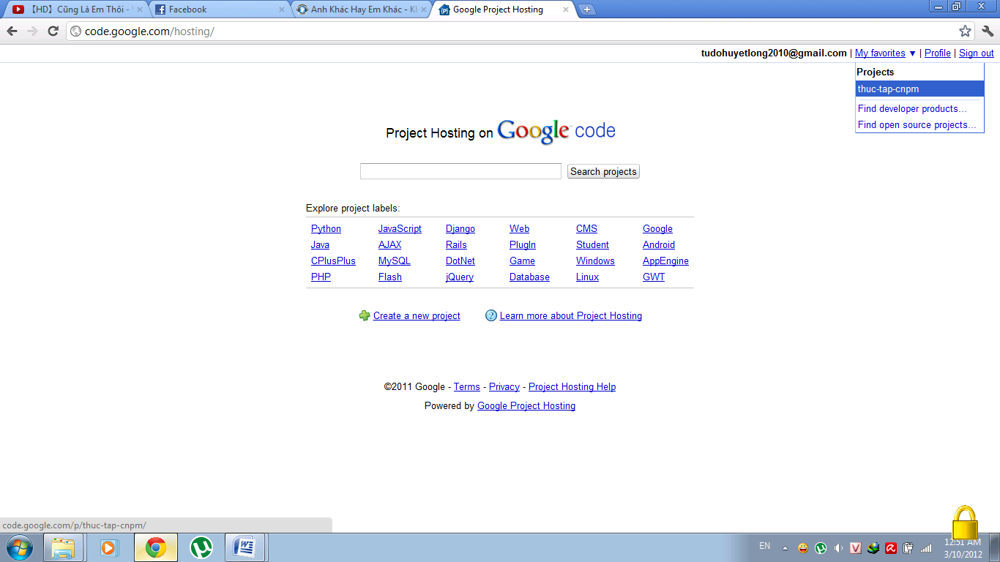 【HD】Cũng Là Em Thôi -
Facebook
Anh Khác Hay Em Khác -
Google Project Hosting
code.google.com/hosting/
tudohuyetlong2010@gmail.com | My favorites ▼ | Profile | Sign out
Projects
thuc-tap-cnpm
Find developer products...
Find open source projects...
Project Hosting on Google code
Search projects
Explore project labels:
Python JavaScript Django Web CMS Google
Java AJAX Rails PlugIn Student Android
CPlusPlus MySQL DotNet Game Windows AppEngine
PHP Flash jQuery Database Linux GWT
Create a new project
Learn more about Project Hosting
©2011 Google - Terms - Privacy - Project Hosting Help
Powered by Google Project Hosting
code.google.com/p/thuc-tap-cnpm/
EN
12:51 AM
3/10/2012